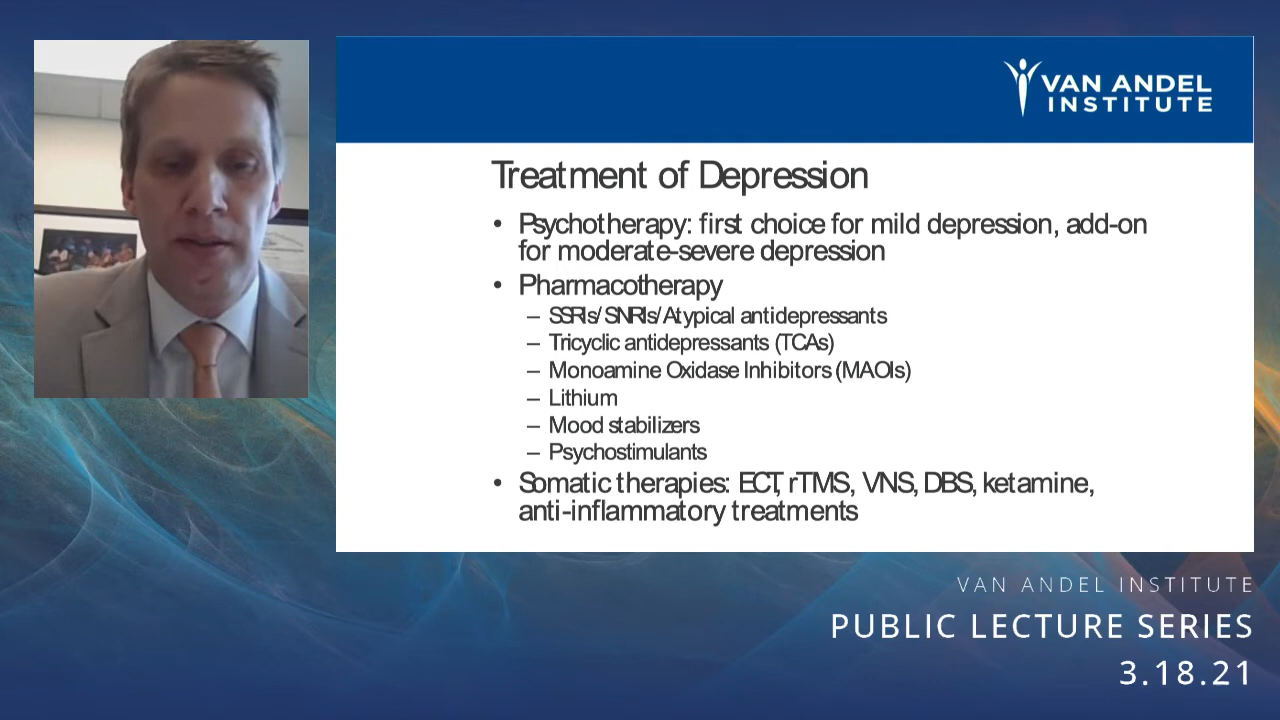 VAN ANDEL
INSTITUTE
Treatment of Depression
• Psychotherapy: first choice for mild depression, add-on
for moderate-severe depression
• Pharmacotherapy
– SSRIs/SNRIs/Atypical antidepressants
– Tricyclic antidepressants (TCAs)
– Monoamine Oxidase Inhibitors (MAOIs)
– Lithium
– Mood stabilizers
– Psychostimulants
• Somatic therapies: ECT, rTMS, VNS, DBS, ketamine,
anti-inflammatory treatments
VAN ANDEL INSTITUTE
PUBLIC LECTURE SERIES
3.18.21